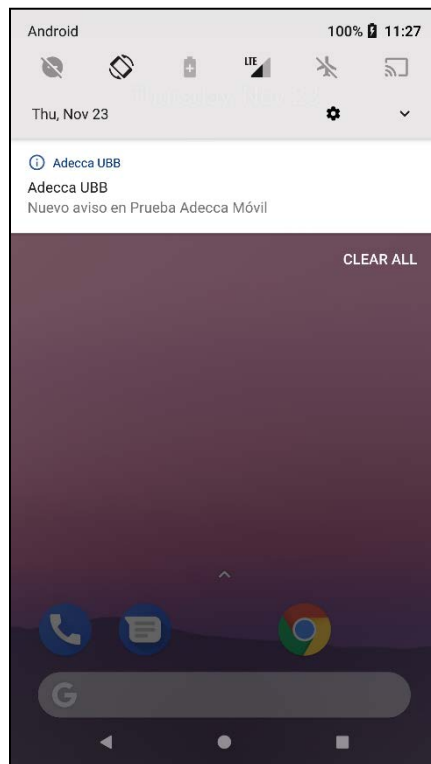 Android 100% 11:27
LTE
Thu, Nov 23
Adecca UBB
Adecca UBB
Nuevo aviso en Prueba Adecca Móvil
CLEAR ALL
G